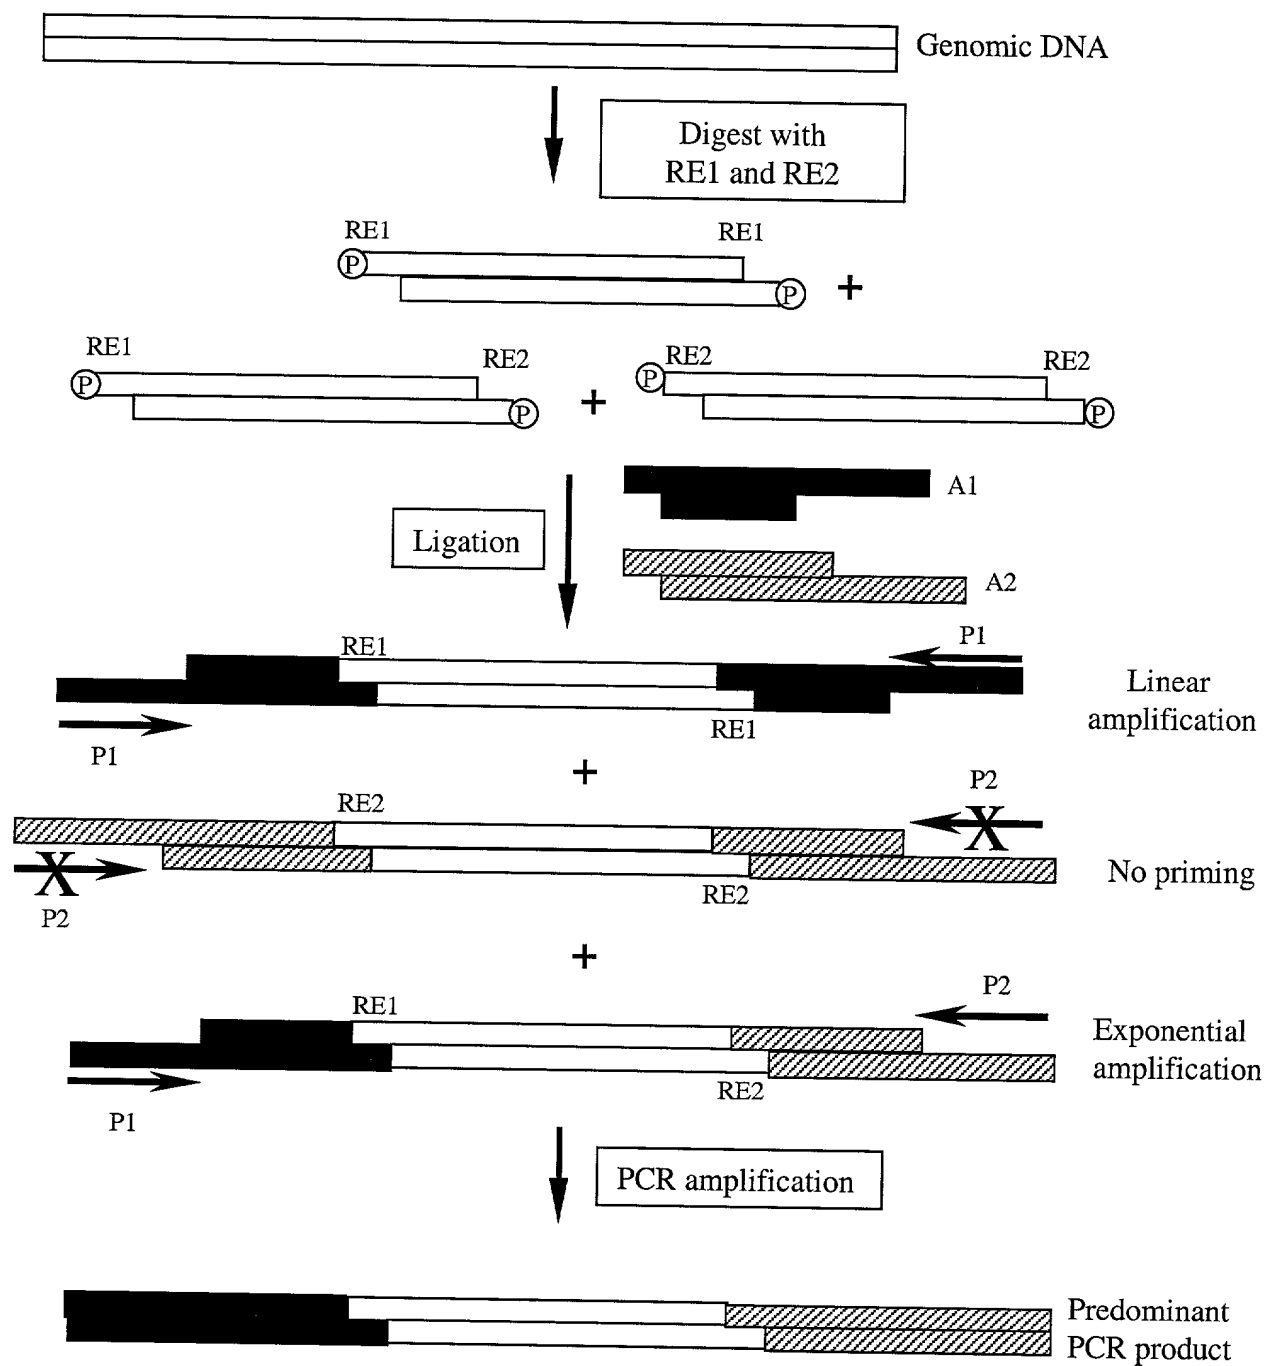 Genomic DNA
Digest with
RE1 and RE2
RE1
RE1
P
P
+
RE1
RE2
P
P
+
RE2
RE2
P
P
A1
Ligation
A2
P1
RE1
Linear
amplification
RE1
P1
+
P2
RE2
X
X
No priming
RE2
P2
+
P2
RE1
Exponential
amplification
RE2
P1
PCR amplification
Predominant
PCR product